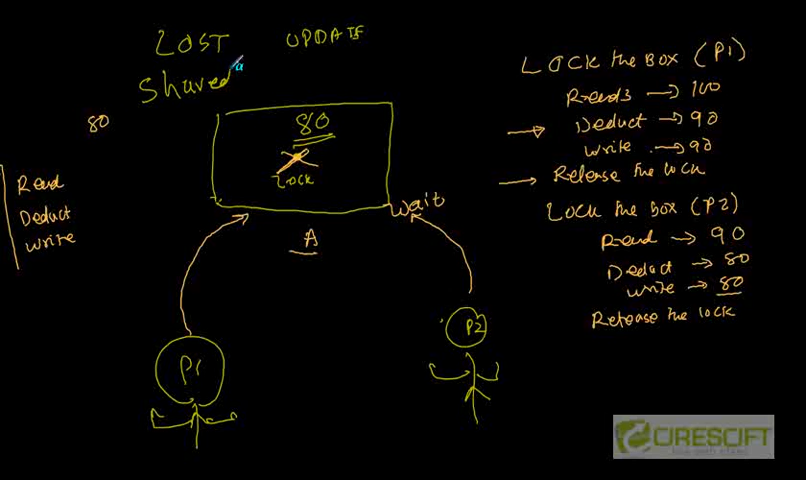 LOST UPDATE
Shared
80
Read
Deduct
Write
80
Lock
Wait
A
P1
P2
LOCK the BOX (P1)
Reads → 100
Deduct → 90
write → 90
Release the lock
LOCK the box (P2)
Read → 90
Deduct → 80
write → 80
Release the lock
CIRESCIFT